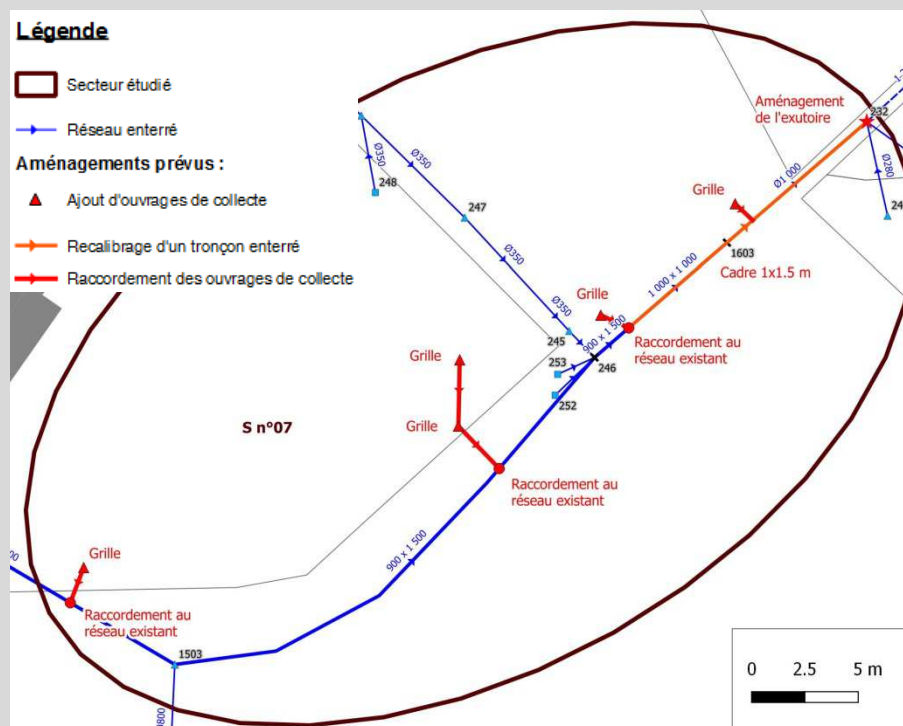 Légende
Secteur étudié
Réseau enterré
Aménagements prévus :
Ajout d'ouvrages de collecte
Recalibrage d'un tronçon enterré
Raccordement des ouvrages de collecte
Aménagement
de l'exutoire
232
Ø280
Ø1 000
Ø350
248
247
Ø350
Grille
1603
Cadre 1x1.5 m
1 000 x 1 000
Grille
Ø350
900 x 1 500
245
Raccordement au
réseau existant
253
246
252
Grille
Grille
S n°07
Raccordement au
réseau existant
900 x 1 500
Grille
Raccordement au
réseau existant
1503
0
2.5
5 m